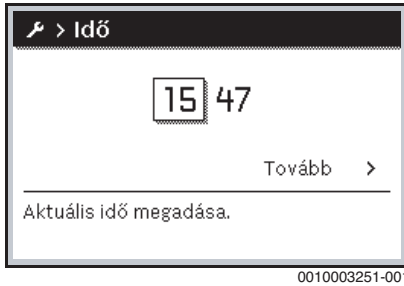 > Idő
15 47
Tovább >
Aktuális idő megadása.
0010003251-001